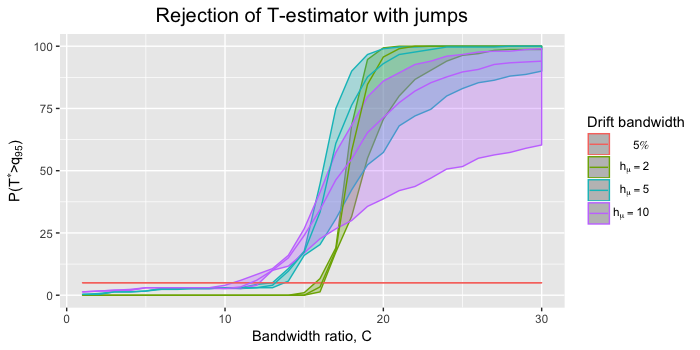 Rejection of T-estimator with jumps
100
75
50
25
0
P(T*>q95)
0 10 20 30
Bandwidth ratio, C
Drift bandwidth
5%
hμ = 2
hμ = 5
hμ = 10